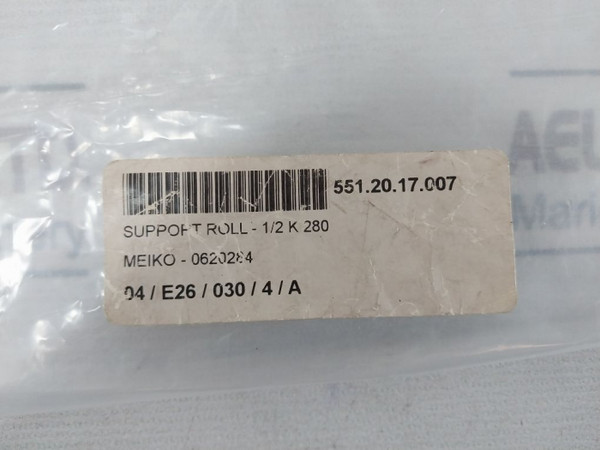 551.20.17.007
SUPPORT ROLL - 1/2 K 280
MEIKO - 0620284
04 / E26 / 030 / 4 / A